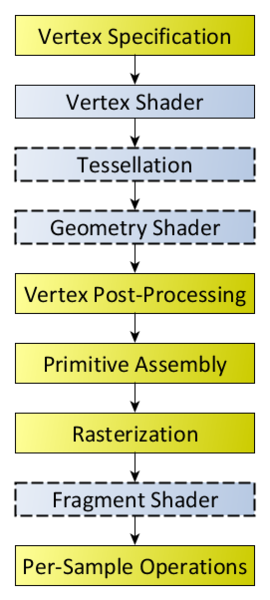 Vertex Specification
Vertex Shader
Tessellation
Geometry Shader
Vertex Post-Processing
Primitive Assembly
Rasterization
Fragment Shader
Per-Sample Operations